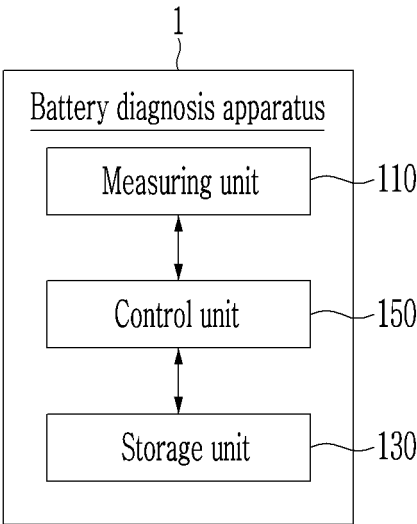 1
Battery diagnosis apparatus
Measuring unit
110
Control unit
150
Storage unit
130